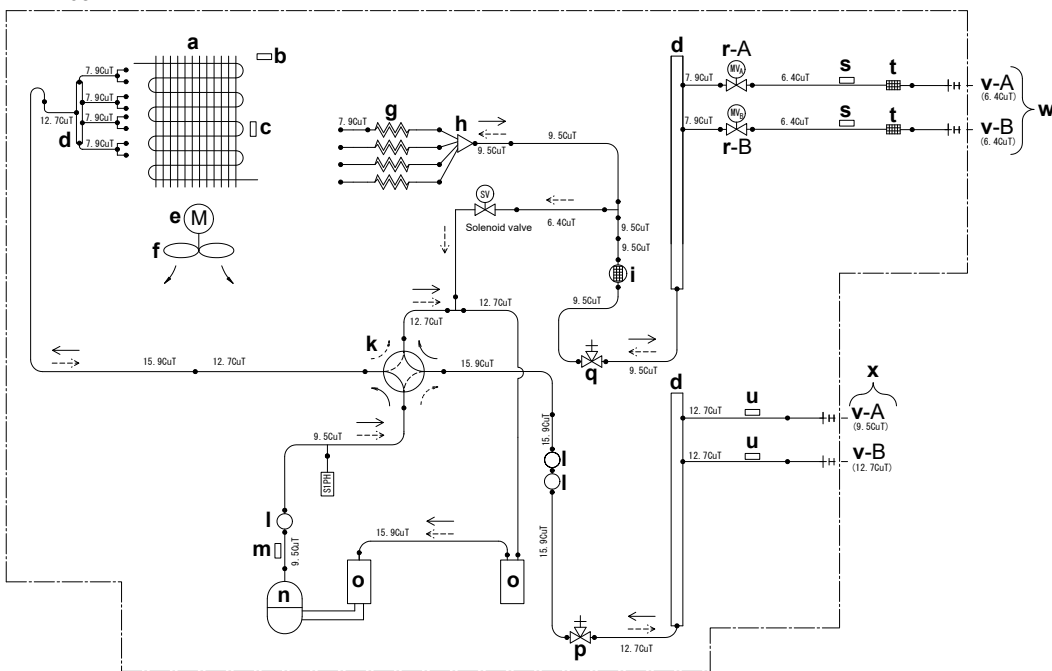 a
b
7.9CuT
7.9CuT
12.7CuT
7.9CuT
d
7.9CuT
c
e M
f
g
7.9CuT
h
9.5CuT
9.5CuT
SV
Solenoid valve
6.4CuT
9.5CuT
9.5CuT
i
9.5CuT
q
9.5CuT
d
r-A
7.9CuT
MVA
6.4CuT
s
t
v-A
(6.4CuT)
w
7.9CuT
MVB
6.4CuT
s
t
v-B
(6.4CuT)
r-B
12.7CuT
12.7CuT
k
15.9CuT
12.7CuT
15.9CuT
9.5CuT
S1PH
l
m
9.5CuT
n
15.9CuT
o
o
15.9CuT
l
l
15.9CuT
p
12.7CuT
d
12.7CuT
u
x
v-A
(9.5CuT)
12.7CuT
u
v-B
(12.7CuT)